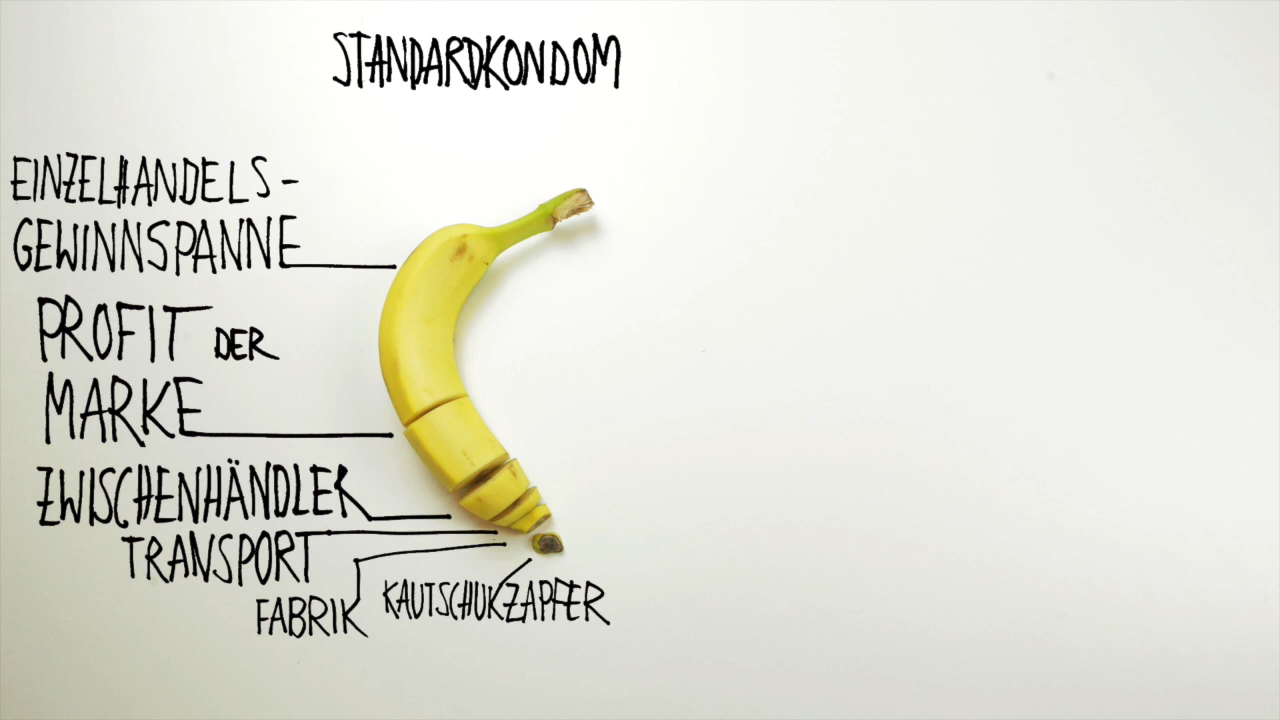 STANDARDKONDOM
EINZELHANDELS-
GEWINNSPANNE
PROFIT DER
MARKE
ZWISCHENHÄNDLER
TRANSPORT
FABRIK
KAUTSCHUKZAPFER